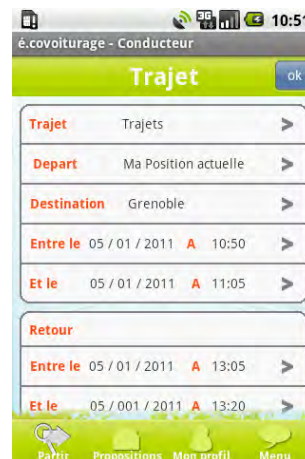 3G 10:51
é.covoiturage - Conducteur
Trajet ok
Trajet Trajets >
Depart Ma Position actuelle >
Destination Grenoble >
Entre le 05 / 01 / 2011 A 10:50 >
Et le 05 / 01 / 2011 A 11:05 >
Retour
Entre le 05 / 01 / 2011 A 13:05 >
Et le 05 / 001 / 2011 A 13:20 >
Partir Propositions Mon profil Menu